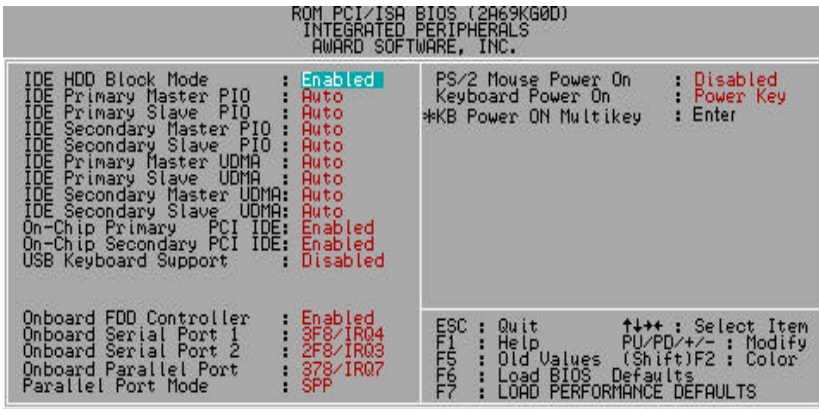 ROM PCI/ISA BIOS (2A69KG0D)
INTEGRATED PERIPHERALS
AWARD SOFTWARE, INC.
IDE HDD Block Mode : Enabled
IDE Primary Master PIO : Auto
IDE Primary Slave PIO : Auto
IDE Secondary Master PIO : Auto
IDE Secondary Slave PIO : Auto
IDE Primary Master UDMA : Auto
IDE Primary Slave UDMA : Auto
IDE Secondary Master UDMA: Auto
IDE Secondary Slave UDMA: Auto
On-Chip Primary PCI IDE: Enabled
On-Chip Secondary PCI IDE: Enabled
USB Keyboard Support : Disabled
Onboard FDD Controller : Enabled
Onboard Serial Port 1 : 3F8/IRQ4
Onboard Serial Port 2 : 2F8/IRQ3
Onboard Parallel Port : 378/IRQ7
Parallel Port Mode : SPP
PS/2 Mouse Power On : Disabled
Keyboard Power On : Power Key
*KB Power ON Multikey : Enter
ESC : Quit ↑↓→← : Select Item
F1 : Help PU/PD/+/- : Modify
F5 : Old Values (Shift)F2 : Color
F6 : Load BIOS Defaults
F7 : LOAD PERFORMANCE DEFAULTS